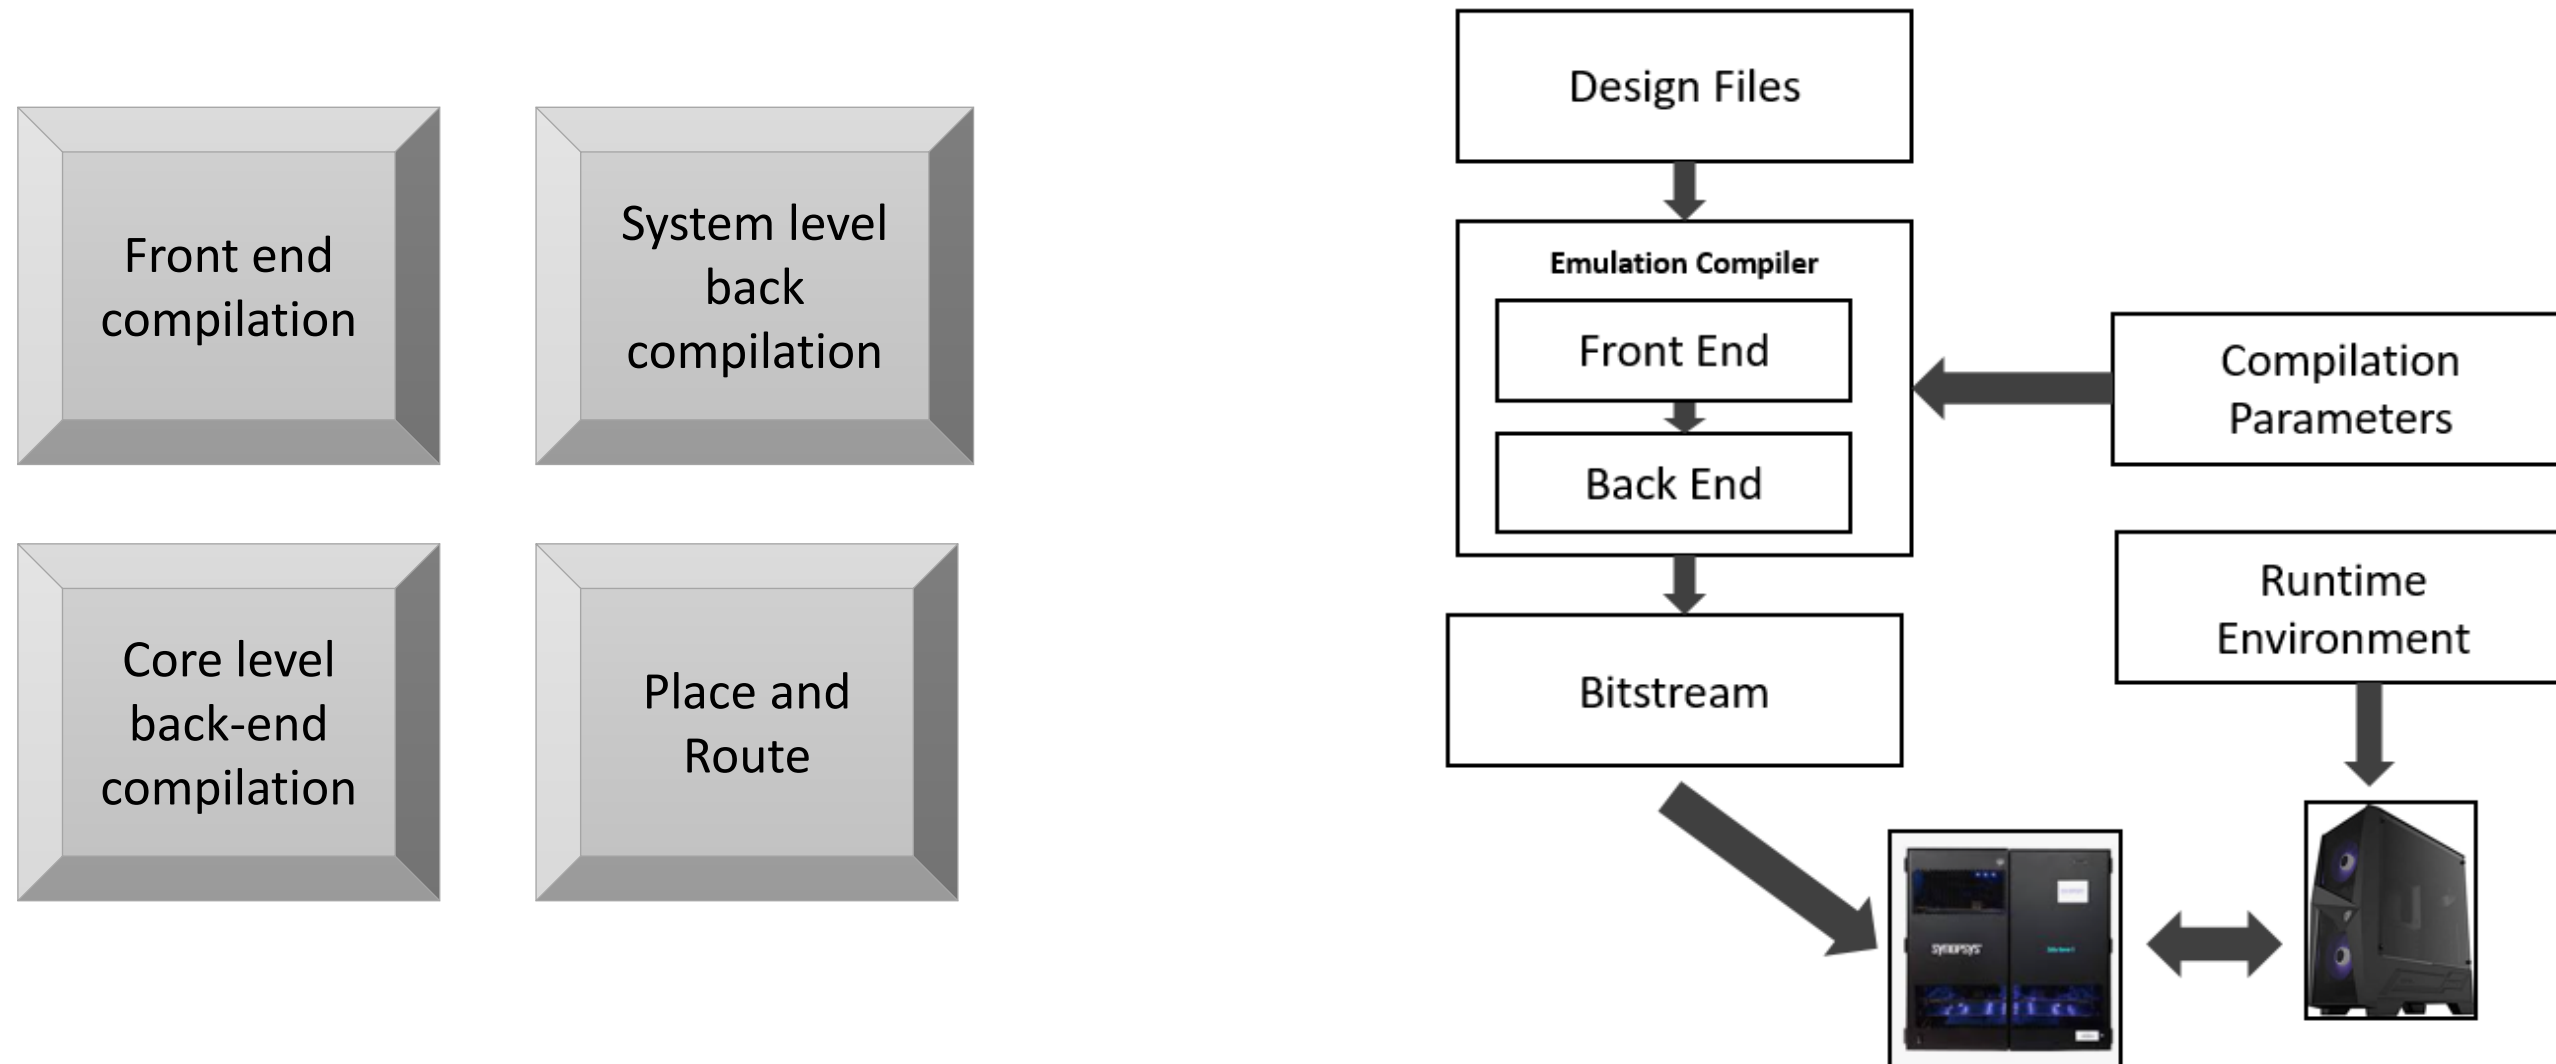 Front end
compilation
System level
back
compilation
Core level
back-end
compilation
Place and
Route
Design Files
Emulation Compiler
Front End
Back End
Compilation
Parameters
Bitstream
Runtime
Environment
SYNOPSYS